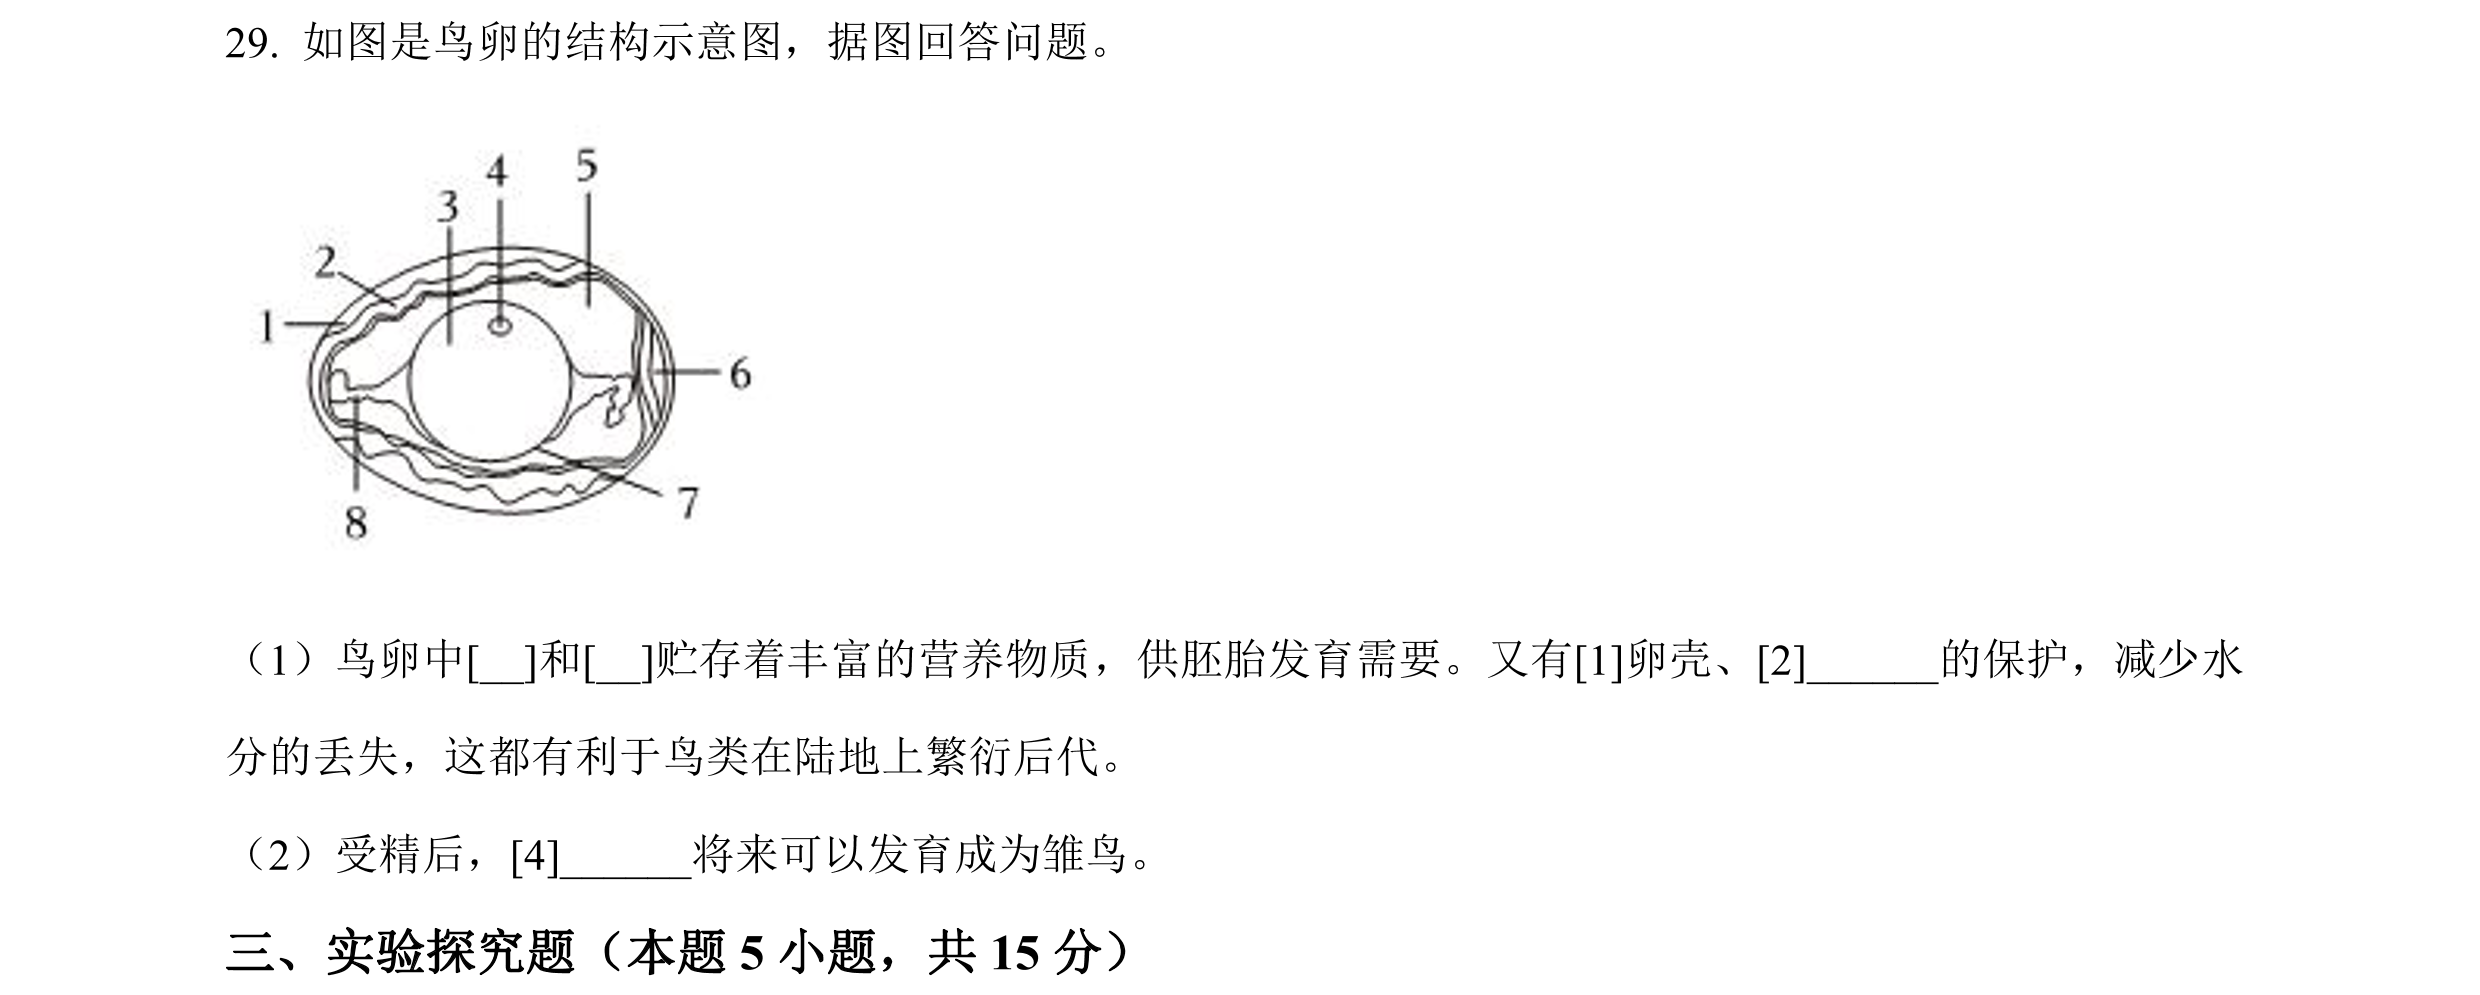 29. 如图是鸟卵的结构示意图，据图回答问题。
4
5
3
2
1
6
7
8
（1）鸟卵中[__]和[__]贮存着丰富的营养物质，供胚胎发育需要。又有[1]卵壳、[2]______的保护，减少水
分的丢失，这都有利于鸟类在陆地上繁衍后代。
（2）受精后，[4]______将来可以发育成为雏鸟。
三、实验探究题（本题 5 小题，共 15 分）